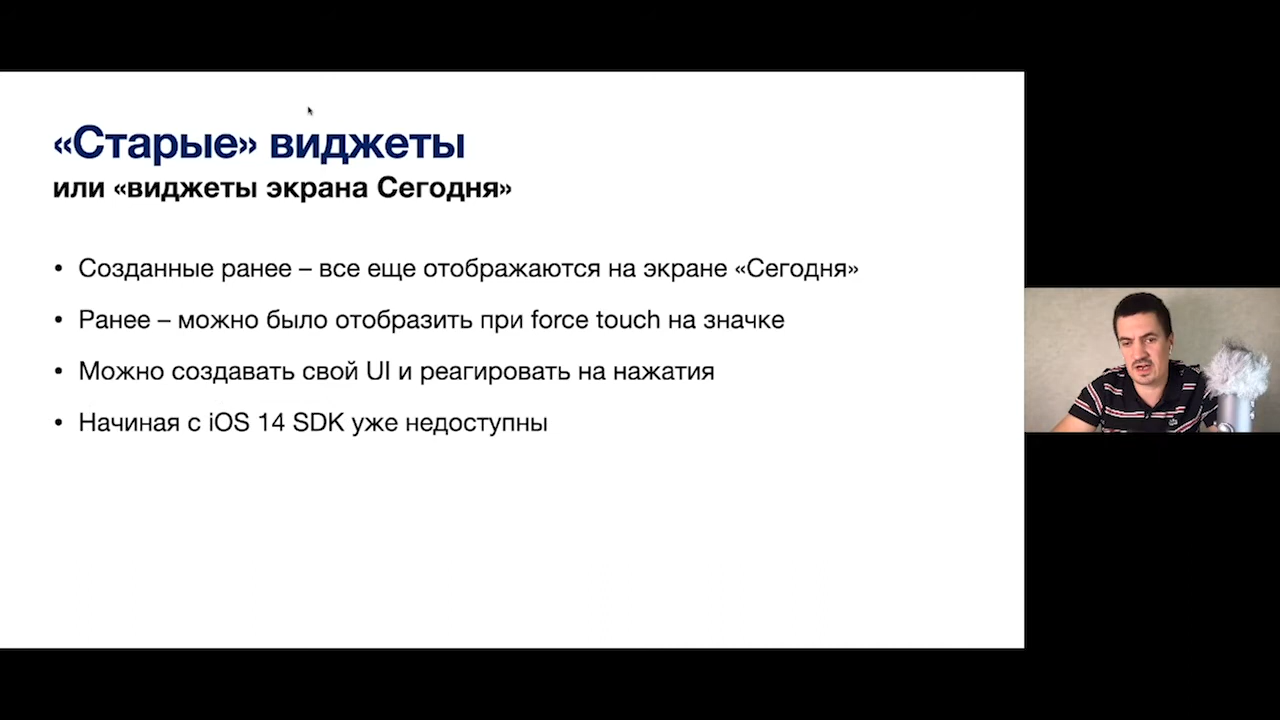 «Старые» виджеты
или «виджеты экрана Сегодня»
• Созданные ранее – все еще отображаются на экране «Сегодня»
• Ранее – можно было отобразить при force touch на значке
• Можно создавать свой UI и реагировать на нажатия
• Начиная с iOS 14 SDK уже недоступны